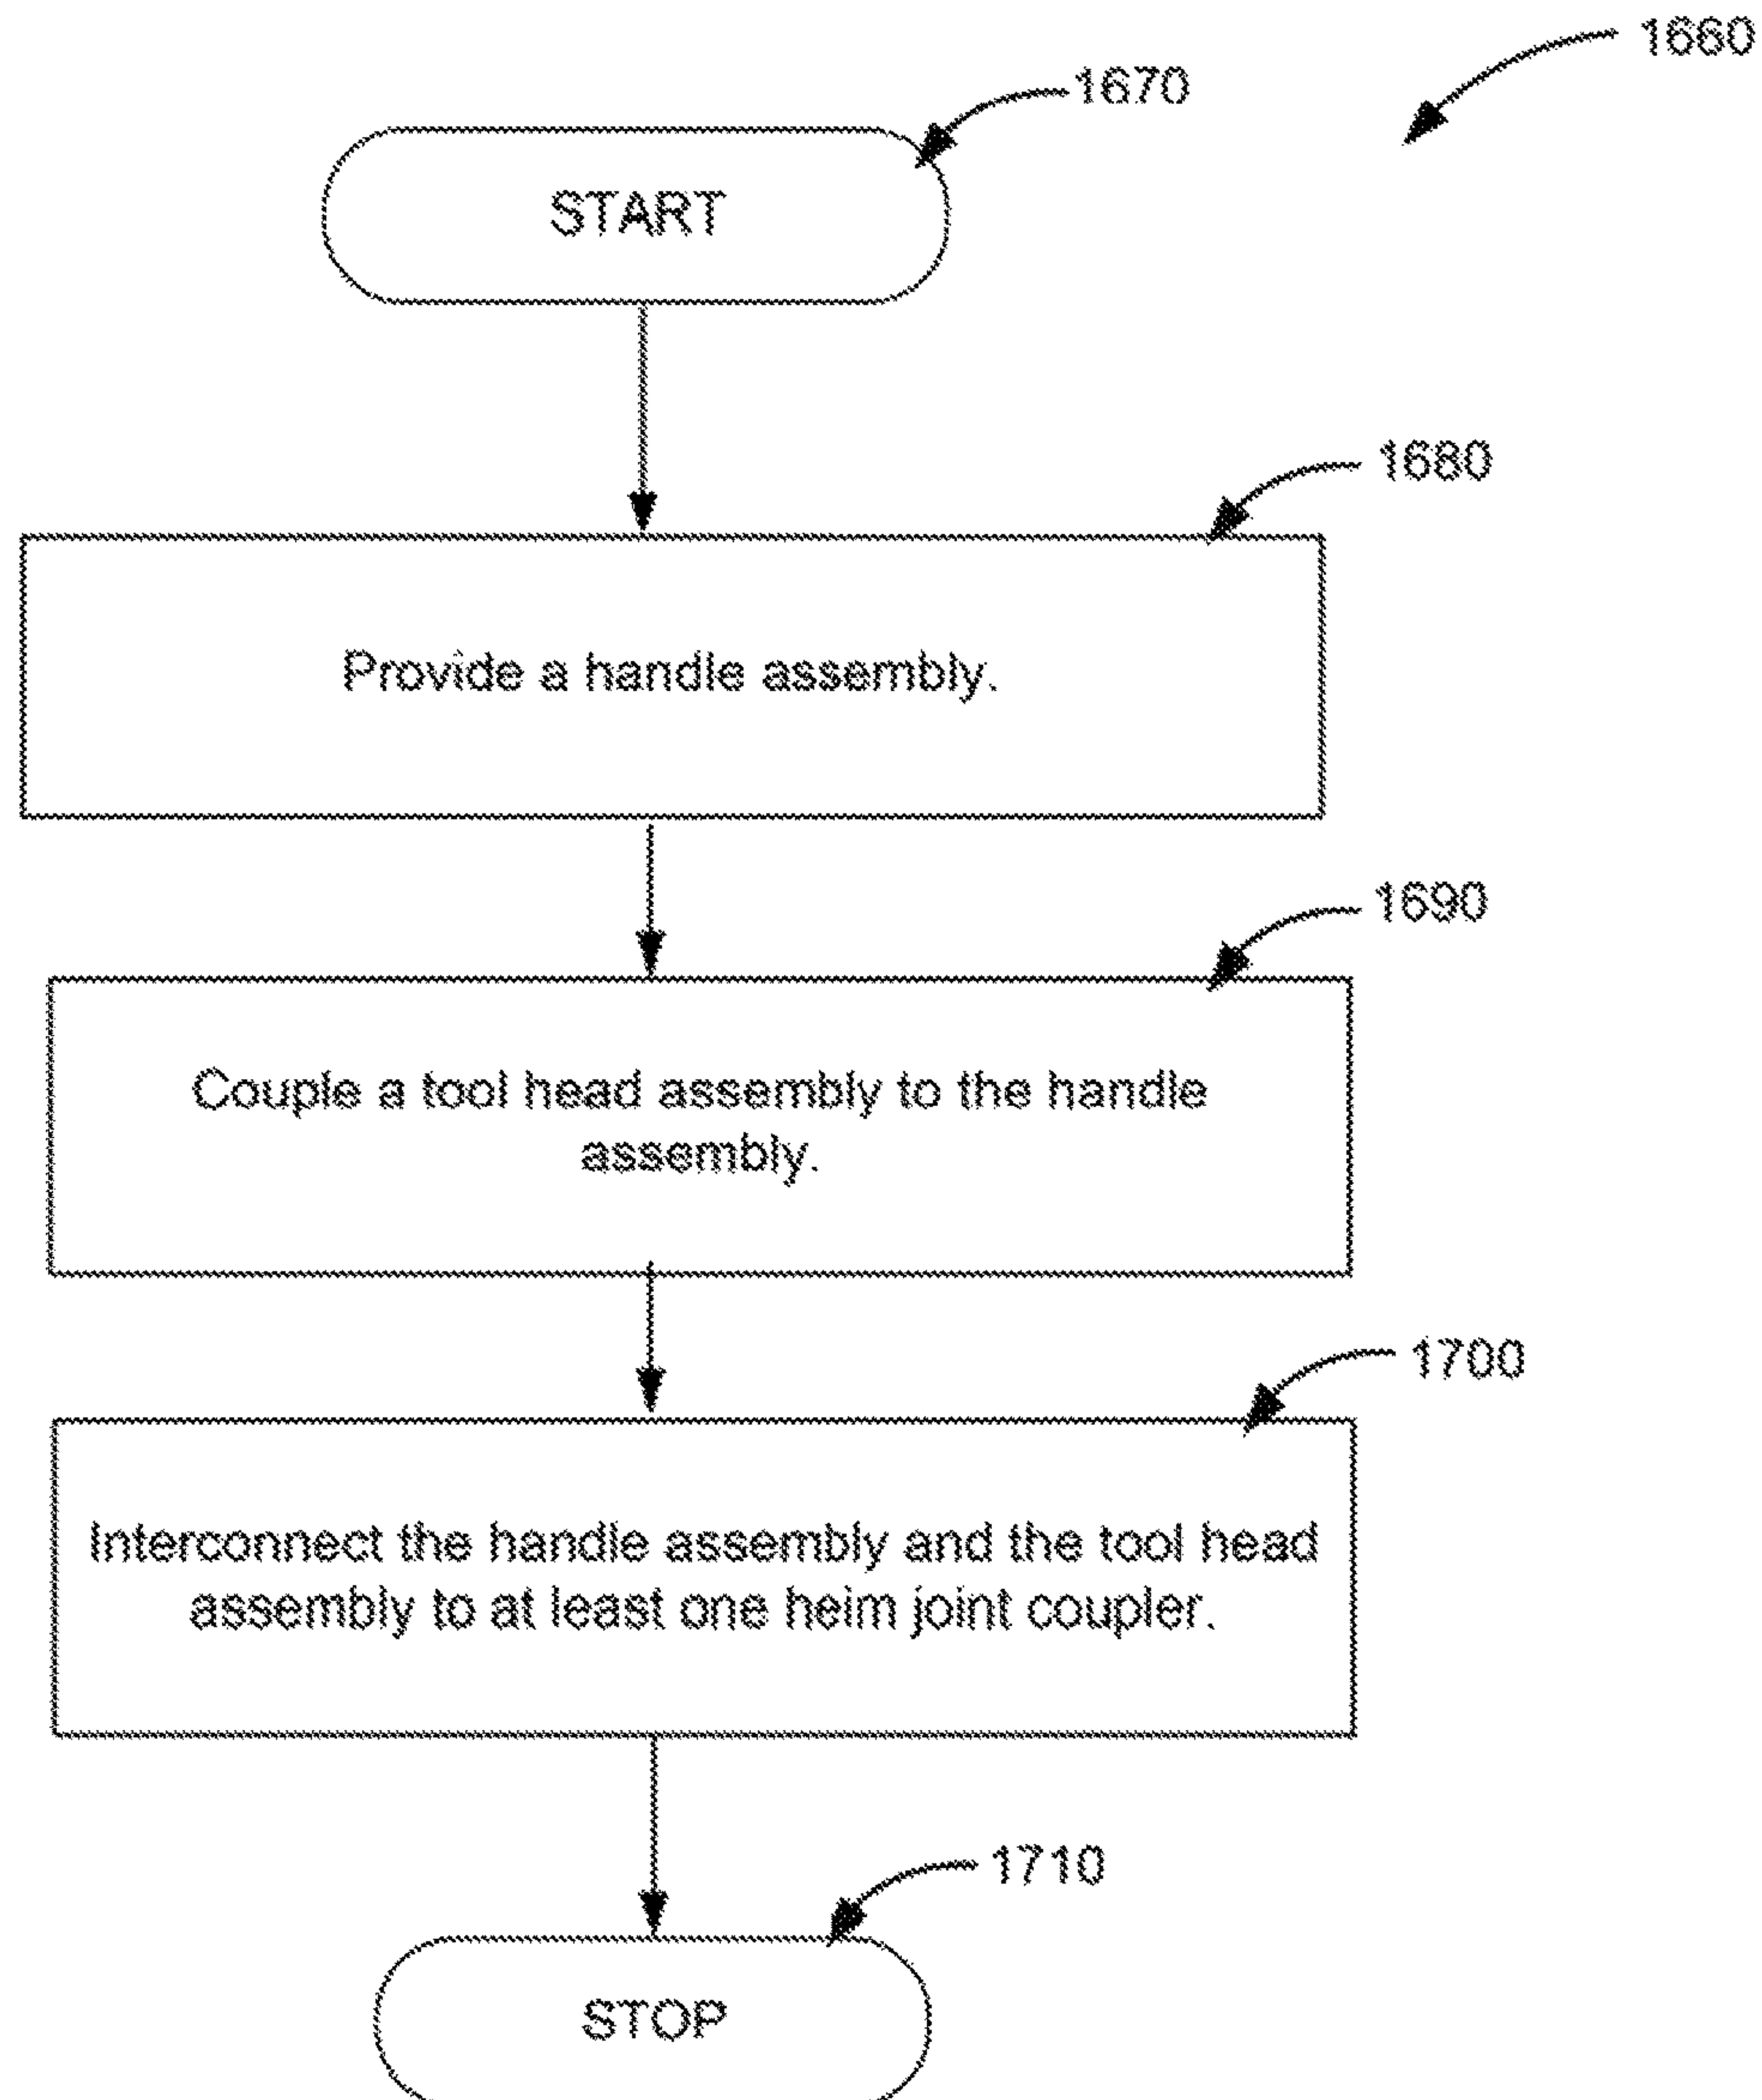 1660
1670
START
1680
Provide a handle assembly.
1690
Couple a tool head assembly to the handle
assembly.
1700
Interconnect the handle assembly and the tool head
assembly to at least one heim joint coupler.
1710
STOP